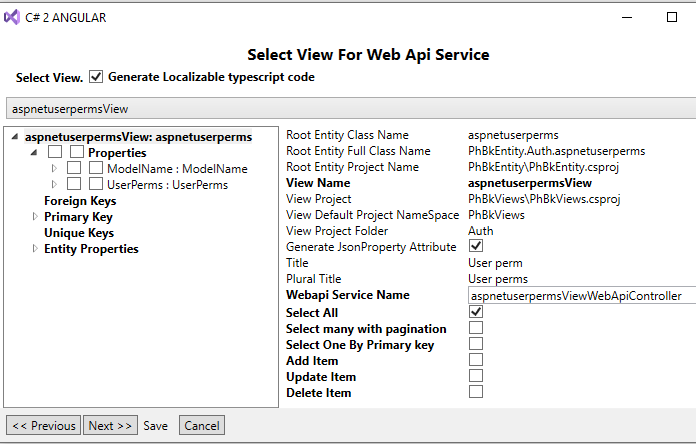 C# 2 ANGULAR
Select View For Web Api Service
Select View. Generate Localizable typescript code
aspnetuserpermsView
aspnetuserpermsView: aspnetuserperms
Properties
ModelName : ModelName
UserPerms : UserPerms
Foreign Keys
Primary Key
Unique Keys
Entity Properties
Root Entity Class Name aspnetuserperms
Root Entity Full Class Name PhBkEntity.Auth.aspnetuserperms
Root Entity Project Name PhBkEntity\PhBkEntity.csproj
View Name aspnetuserpermsView
View Project PhBkViews\PhBkViews.csproj
View Default Project NameSpace PhBkViews
View Project Folder Auth
Generate JsonProperty Attribute
Title User perm
Plural Title User perms
Webapi Service Name aspnetuserpermsViewWebApiController
Select All
Select many with pagination
Select One By Primary key
Add Item
Update Item
Delete Item
<< Previous Next >> Save Cancel